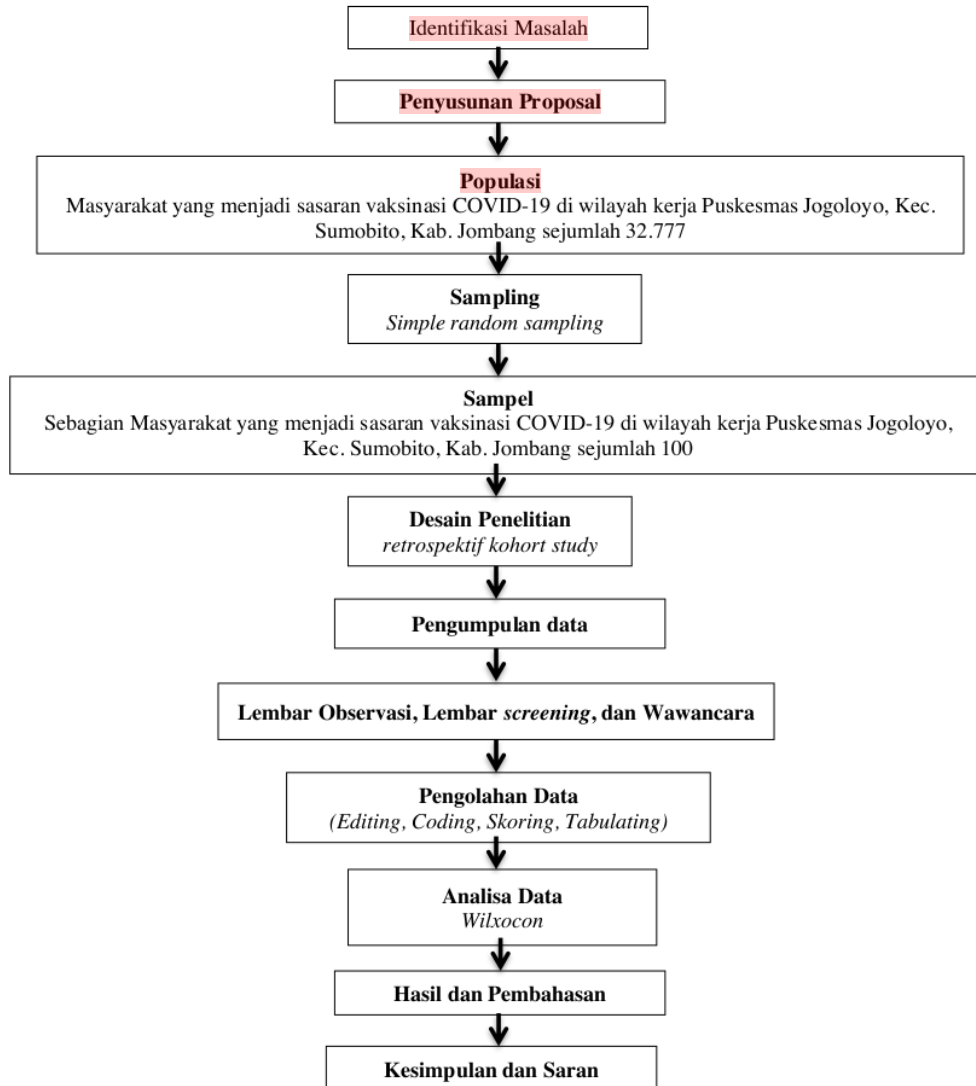 Identifikasi Masalah
Penyusunan Proposal
Populasi
Masyarakat yang menjadi sasaran vaksinasi COVID-19 di wilayah kerja Puskesmas Jogoloyo, Kec.
Sumobito, Kab. Jombang sejumlah 32.777
Sampling
Simple random sampling
Sampel
Sebagian Masyarakat yang menjadi sasaran vaksinasi COVID-19 di wilayah kerja Puskesmas Jogoloyo,
Kec. Sumobito, Kab. Jombang sejumlah 100
Desain Penelitian
retrospektif kohort study
Pengumpulan data
Lembar Observasi, Lembar screening, dan Wawancara
Pengolahan Data
(Editing, Coding, Skoring, Tabulating)
Analisa Data
Wilxocon
Hasil dan Pembahasan
Kesimpulan dan Saran